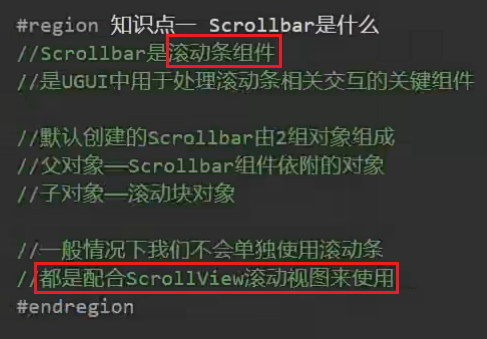 #region 知识点一 Scrollbar是什么
//Scrollbar是滚动条组件
//是UGUI中用于处理滚动条相关交互的关键组件
//默认创建的Scrollbar由2组对象组成
//父对象——Scrollbar组件依附的对象
//子对象——滚动块对象
//一般情况下我们不会单独使用滚动条
//都是配合ScrollView滚动视图来使用
#endregion